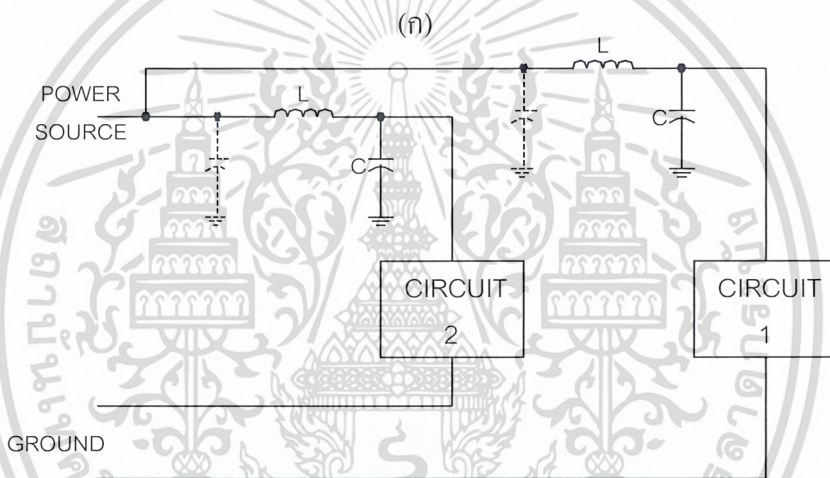 (ก)
L
POWER
L
SOURCE
C
C
CIRCUIT
2
CIRCUIT
1
GROUND